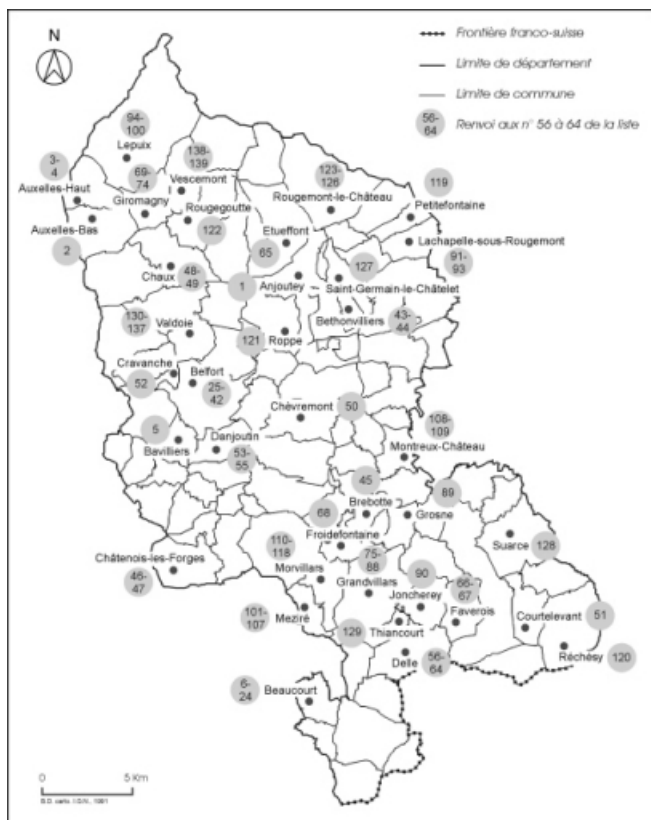 N
Frontière franco-suisse
Limite de département
Limite de commune
56-
64
Renvoi aux n° 56 à 64 de la liste
94-
100
Lepuix
138-
139
Vescemont
3-
4
Auxelles-Haut
69-
74
Giromagny
Rougegoutte
123-
126
Rougemont-le-Château
119
Petitefontaine
Auxelles-Bas
2
122
65
Etueffont
Lachapelle-sous-Rougemont
91-
93
Chaux
48-
49
1
Anjoutey
127
Saint-Germain-le-Châtelet
130-
137
Valdoie
Bethonvilliers
43-
44
121
Roppe
Cravanche
52
Belfort
25-
42
Chèvremont
50
5
Bavilliers
Danjoutin
53-
55
108-
109
Montreux-Château
45
Brebotte
89
Grosne
68
Froidefontaine
Suarce
128
110-
118
Morvillars
75-
88
Grandvillars
Châtenois-les-Forges
46-
47
90
Joncherey
66-
67
Faverois
Courtelevant
51
101-
107
Meziré
129
Thiancourt
Delle
56-
64
Réchésy
120
6-
24
Beaucourt
0
5 Km
B.D. carto. I.G.N., 1991